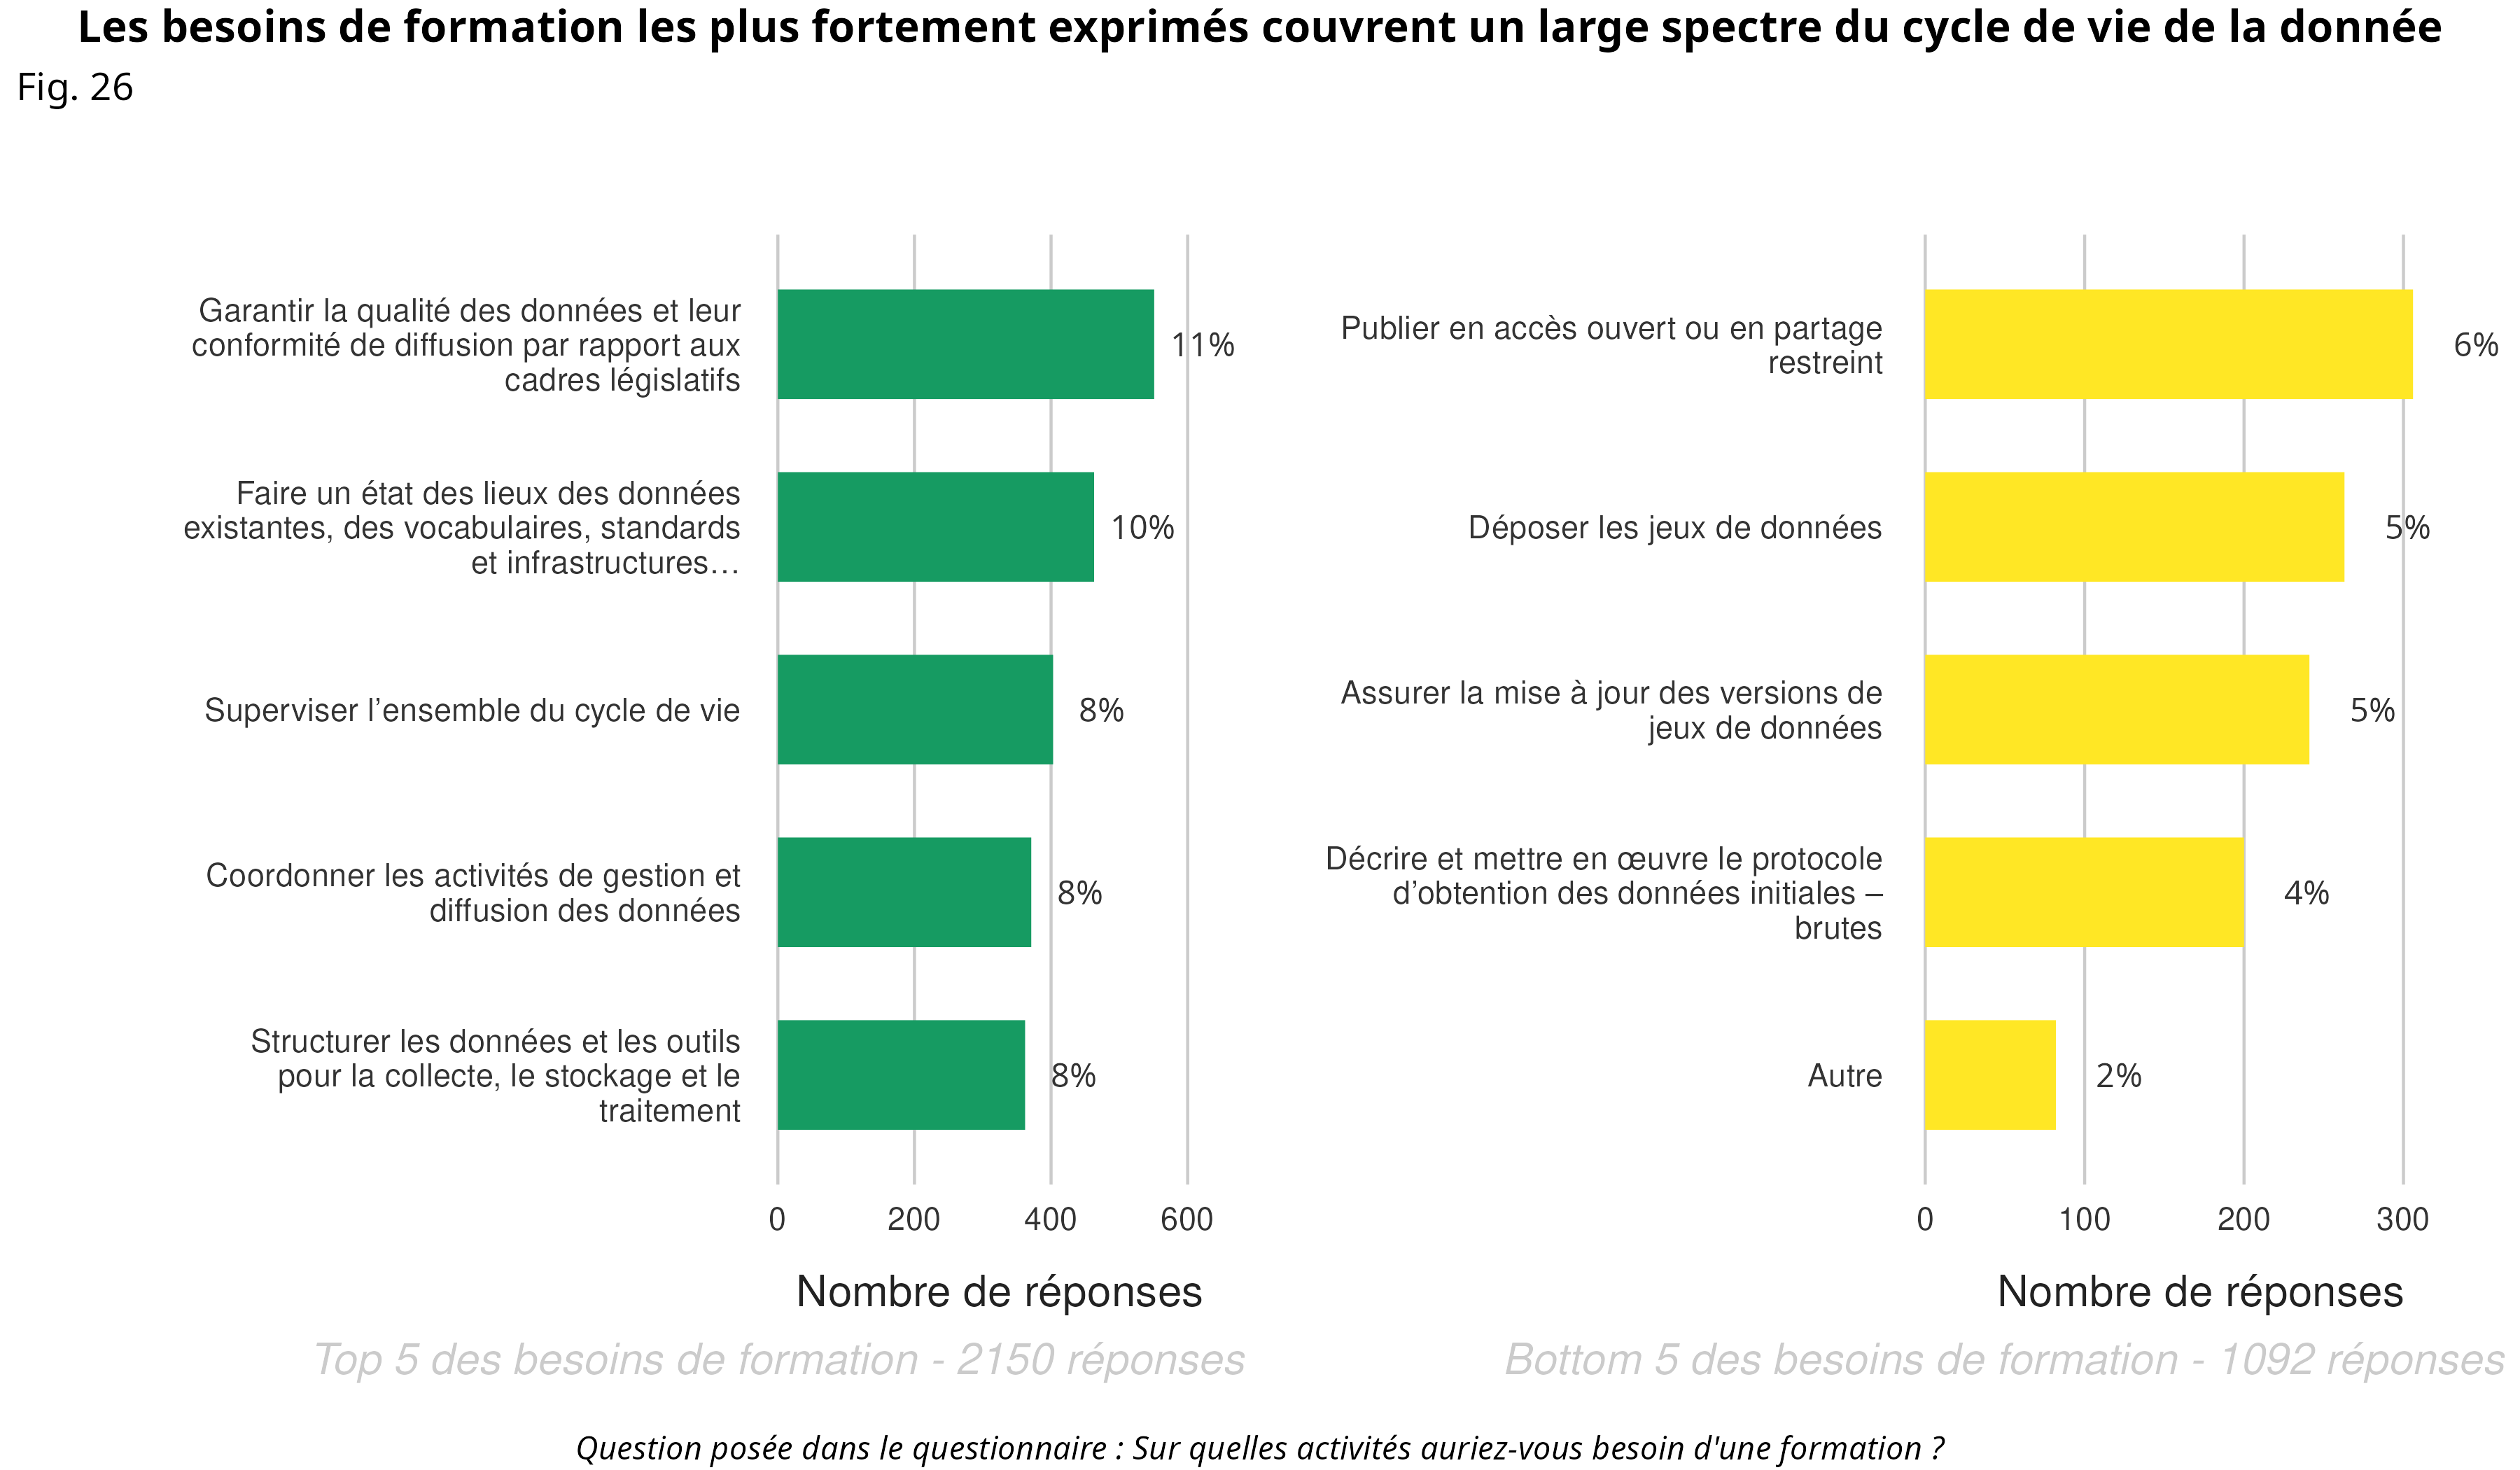 Les besoins de formation les plus fortement exprimés couvrent un large spectre du cycle de vie de la donnée
Fig. 26
Garantir la qualité des données et leur
conformité de diffusion par rapport aux
cadres législatifs
11%
Faire un état des lieux des données
existantes, des vocabulaires, standards
et infrastructures…
10%
Superviser l’ensemble du cycle de vie
8%
Coordonner les activités de gestion et
diffusion des données
8%
Structurer les données et les outils
pour la collecte, le stockage et le
traitement
8%
0 200 400 600
Nombre de réponses
Top 5 des besoins de formation - 2150 réponses
Publier en accès ouvert ou en partage
restreint
6%
Déposer les jeux de données
5%
Assurer la mise à jour des versions de
jeux de données
5%
Décrire et mettre en œuvre le protocole
d’obtention des données initiales –
brutes
4%
Autre
2%
0 100 200 300
Nombre de réponses
Bottom 5 des besoins de formation - 1092 réponses
Question posée dans le questionnaire : Sur quelles activités auriez-vous besoin d'une formation ?